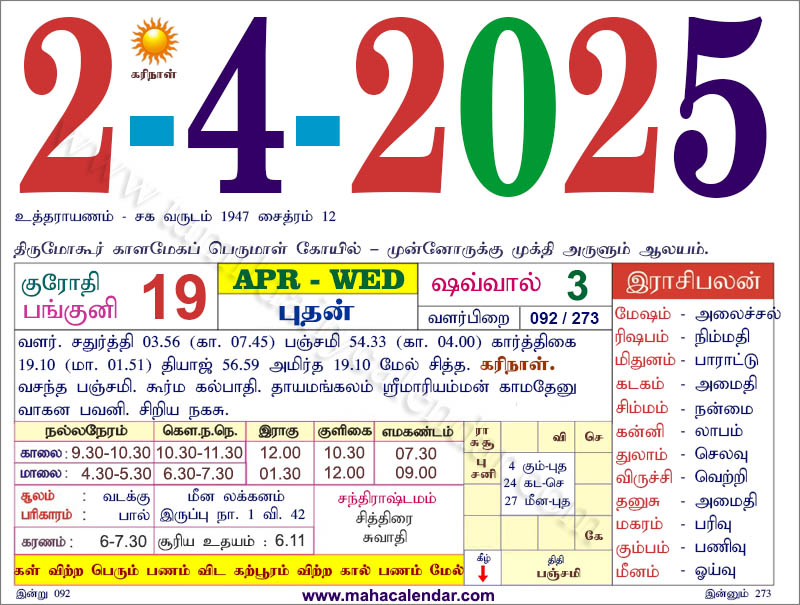 2-4-2025
கரிநாள்
உத்தராயணம் - சக வருடம் 1947 சைத்ரம் 12
திருமோகூர் காளமேகப் பெருமாள் கோயில் – முன்னோருக்கு முக்தி அருளும் ஆலயம்.
குரோதி
பங்குனி
19
APR - WED
புதன்
ஷவ்வால் 3
வளர்பிறை 092 / 273
வளர். சதுர்த்தி 03.56 (கா. 07.45) பஞ்சமி 54.33 (கா. 04.00) கார்த்திகை
19.10 (மா. 01.51) தியாஜ் 56.59 அமிர்த 19.10 மேல் சித்த. கரிநாள்.
வசந்த பஞ்சமி. கூர்ம கல்பாதி. தாயமங்கலம் ஸ்ரீமாரியம்மன் காமதேனு
வாகன பவனி. சிறிய நகசு.
நல்லநேரம் கௌ.ந.நெ. இராகு குளிகை எமகண்டம்
காலை: 9.30-10.30 10.30-11.30 12.00 10.30 07.30
மாலை: 4.30-5.30 6.30-7.30 01.30 12.00 09.00
சூலம் : வடக்கு
பரிகாரம் : பால்
மீன லக்கனம்
இருப்பு நா. 1 வி. 42
சந்திராஷ்டமம்
சித்திரை
சுவாதி
கரணம் : 6-7.30 சூரிய உதயம் : 6.11
ரா
சுசூ
பு
சனி
வி
செ
4 கும்-புத
24 கட-செ
27 மீன-புத
கே
கீழ்
திதி
பஞ்சமி
கள் விற்ற பெரும் பணம் விட கற்பூரம் விற்ற கால் பணம் மேல்
இராசிபலன்
மேஷம் - அலைச்சல்
ரிஷபம் - நிம்மதி
மிதுனம் - பாராட்டு
கடகம் - அமைதி
சிம்மம் - நன்மை
கன்னி - லாபம்
துலாம் - செலவு
விருச்சி - வெற்றி
தனுசு - அமைதி
மகரம் - பரிவு
கும்பம் - பணிவு
மீனம் - ஓய்வு
இன்று 092
www.mahacalendar.com
இன்னும் 273